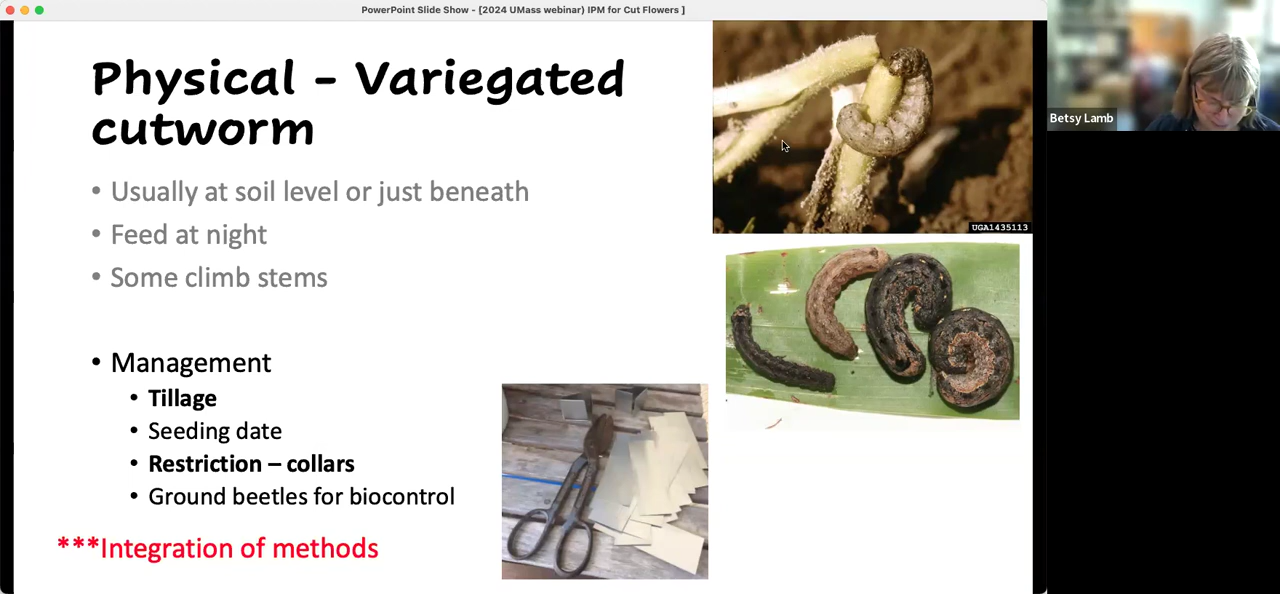 PowerPoint Slide Show - [2024 UMass webinar) IPM for Cut Flowers ]
Physical - Variegated
cutworm
• Usually at soil level or just beneath
• Feed at night
• Some climb stems
• Management
• Tillage
• Seeding date
• Restriction – collars
• Ground beetles for biocontrol
***Integration of methods
UGA1435113
Betsy Lamb